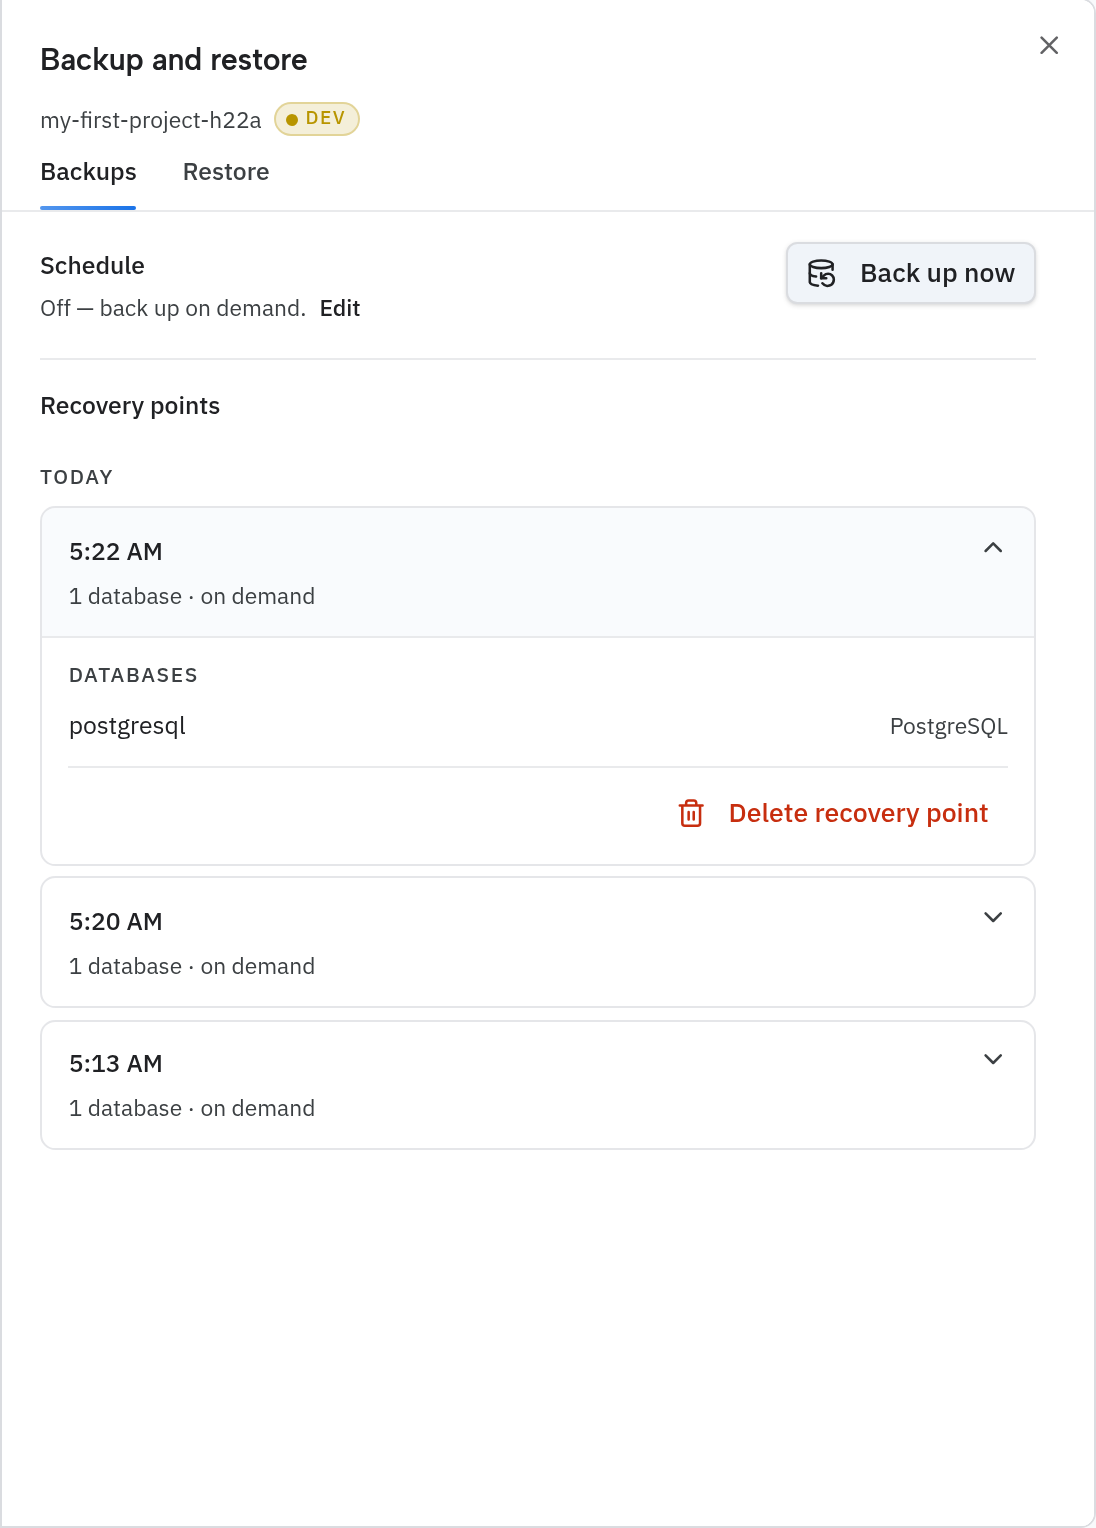 Backup and restore
my-first-project-h22a DEV
Backups Restore
Schedule
Off — back up on demand. Edit
Back up now
Recovery points
TODAY
5:22 AM
1 database · on demand
DATABASES
postgresql PostgreSQL
Delete recovery point
5:20 AM
1 database · on demand
5:13 AM
1 database · on demand